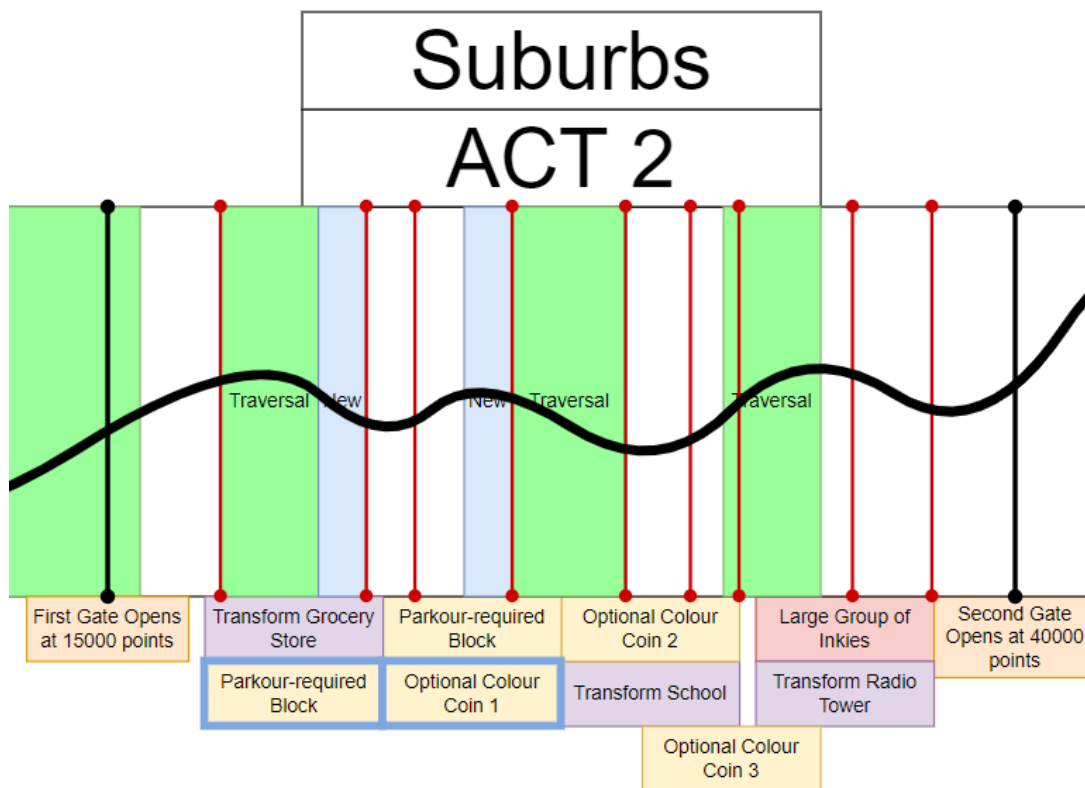 Suburbs
ACT 2
Traversal
New
New
Traversal
Traversal
First Gate Opens
at 15000 points
Transform Grocery
Store
Parkour-required
Block
Optional Colour
Coin 2
Large Group of
Inkies
Second Gate
Opens at 40000
points
Parkour-required
Block
Optional Colour
Coin 1
Transform School
Transform Radio
Tower
Optional Colour
Coin 3